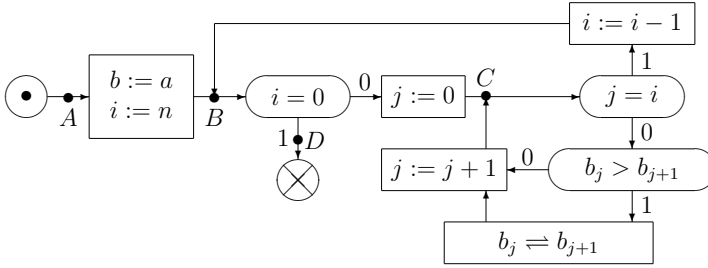 i := i − 1
b := a
i := n
A
B
i = 0
0
j := 0
C
j = i
1
0
1
D
j := j + 1
0
b_j > b_{j+1}
1
b_j ⇌ b_{j+1}